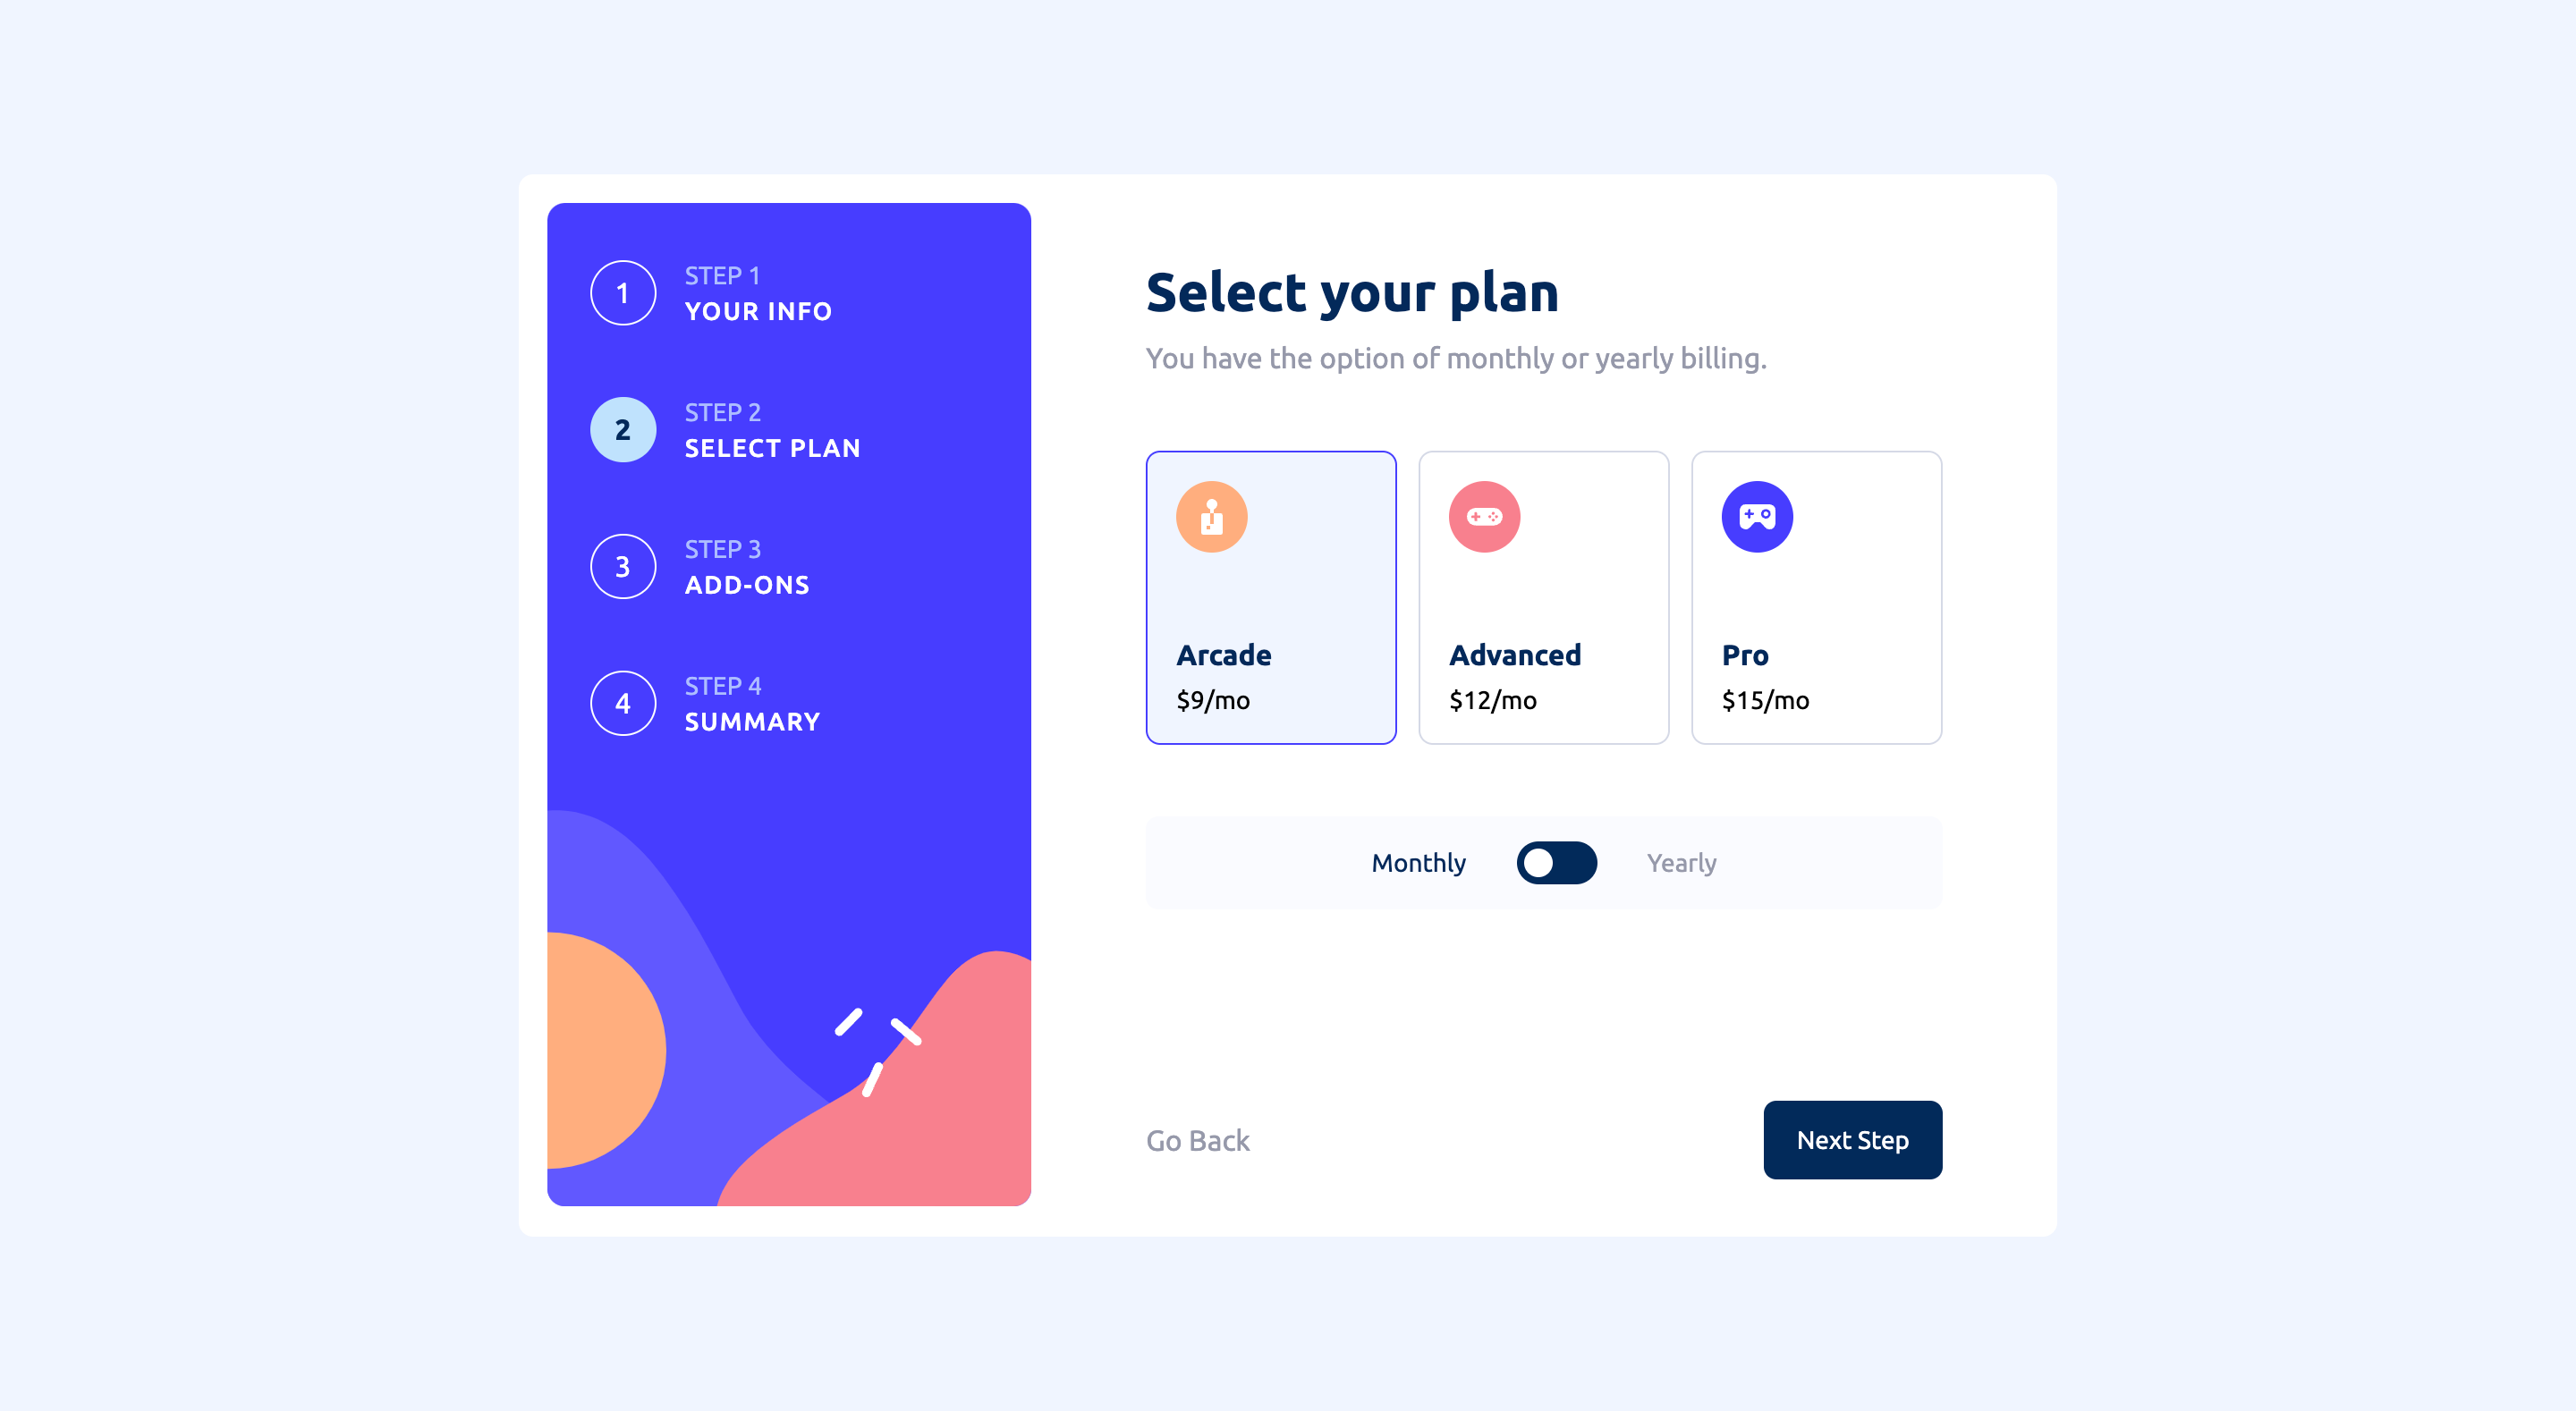 1
STEP 1
YOUR INFO
2
STEP 2
SELECT PLAN
3
STEP 3
ADD-ONS
4
STEP 4
SUMMARY
Select your plan
You have the option of monthly or yearly billing.
Arcade
$9/mo
Advanced
$12/mo
Pro
$15/mo
Monthly
Yearly
Go Back
Next Step